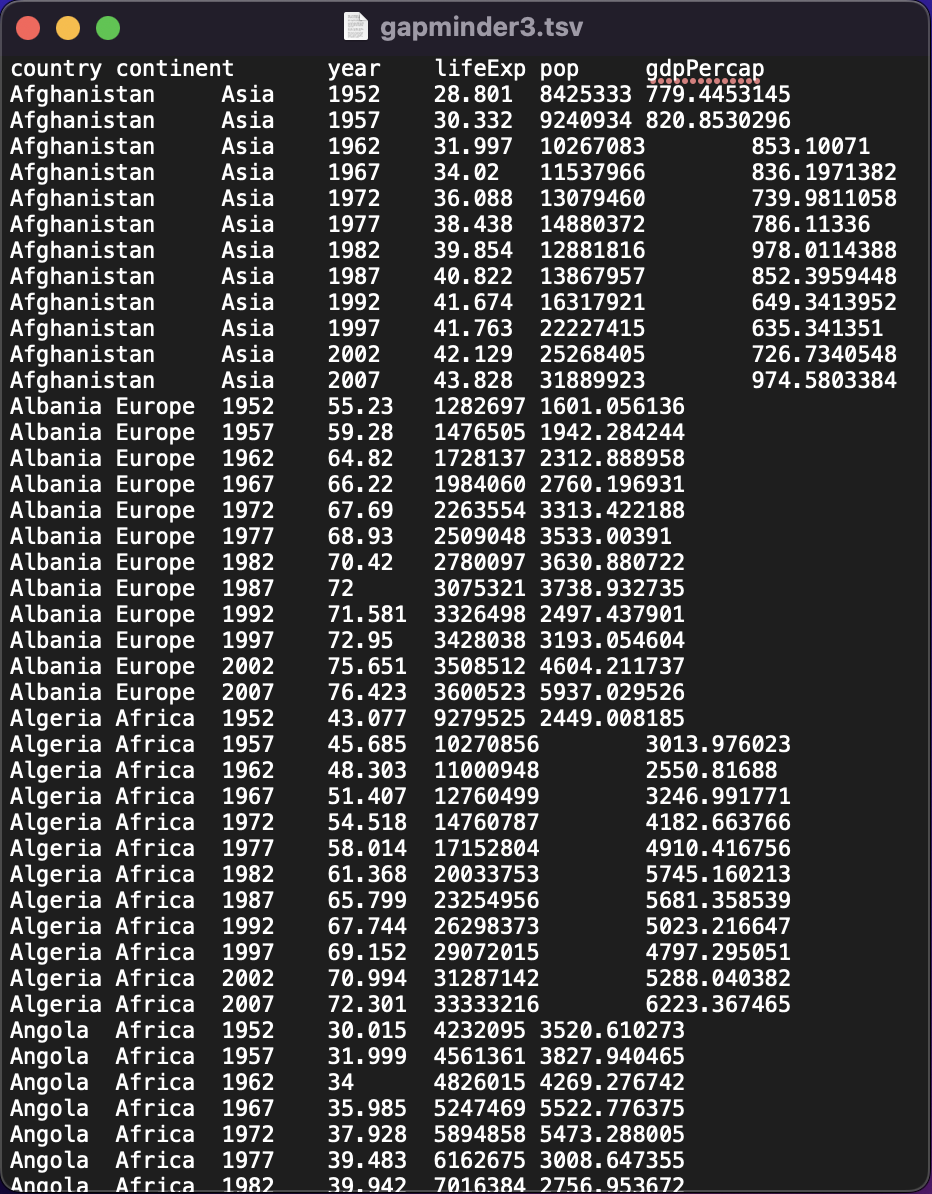 gapminder3.tsv
country continent year lifeExp pop gdpPercap
Afghanistan Asia 1952 28.801 8425333 779.4453145
Afghanistan Asia 1957 30.332 9240934 820.8530296
Afghanistan Asia 1962 31.997 10267083 853.10071
Afghanistan Asia 1967 34.02 11537966 836.1971382
Afghanistan Asia 1972 36.088 13079460 739.9811058
Afghanistan Asia 1977 38.438 14880372 786.11336
Afghanistan Asia 1982 39.854 12881816 978.0114388
Afghanistan Asia 1987 40.822 13867957 852.3959448
Afghanistan Asia 1992 41.674 16317921 649.3413952
Afghanistan Asia 1997 41.763 22227415 635.341351
Afghanistan Asia 2002 42.129 25268405 726.7340548
Afghanistan Asia 2007 43.828 31889923 974.5803384
Albania Europe 1952 55.23 1282697 1601.056136
Albania Europe 1957 59.28 1476505 1942.284244
Albania Europe 1962 64.82 1728137 2312.888958
Albania Europe 1967 66.22 1984060 2760.196931
Albania Europe 1972 67.69 2263554 3313.422188
Albania Europe 1977 68.93 2509048 3533.00391
Albania Europe 1982 70.42 2780097 3630.880722
Albania Europe 1987 72 3075321 3738.932735
Albania Europe 1992 71.581 3326498 2497.437901
Albania Europe 1997 72.95 3428038 3193.054604
Albania Europe 2002 75.651 3508512 4604.211737
Albania Europe 2007 76.423 3600523 5937.029526
Algeria Africa 1952 43.077 9279525 2449.008185
Algeria Africa 1957 45.685 10270856 3013.976023
Algeria Africa 1962 48.303 11000948 2550.81688
Algeria Africa 1967 51.407 12760499 3246.991771
Algeria Africa 1972 54.518 14760787 4182.663766
Algeria Africa 1977 58.014 17152804 4910.416756
Algeria Africa 1982 61.368 20033753 5745.160213
Algeria Africa 1987 65.799 23254956 5681.358539
Algeria Africa 1992 67.744 26298373 5023.216647
Algeria Africa 1997 69.152 29072015 4797.295051
Algeria Africa 2002 70.994 31287142 5288.040382
Algeria Africa 2007 72.301 33333216 6223.367465
Angola Africa 1952 30.015 4232095 3520.610273
Angola Africa 1957 31.999 4561361 3827.940465
Angola Africa 1962 34 4826015 4269.276742
Angola Africa 1967 35.985 5247469 5522.776375
Angola Africa 1972 37.928 5894858 5473.288005
Angola Africa 1977 39.483 6162675 3008.647355
Angola Africa 1982 39.942 7016384 2756.953672